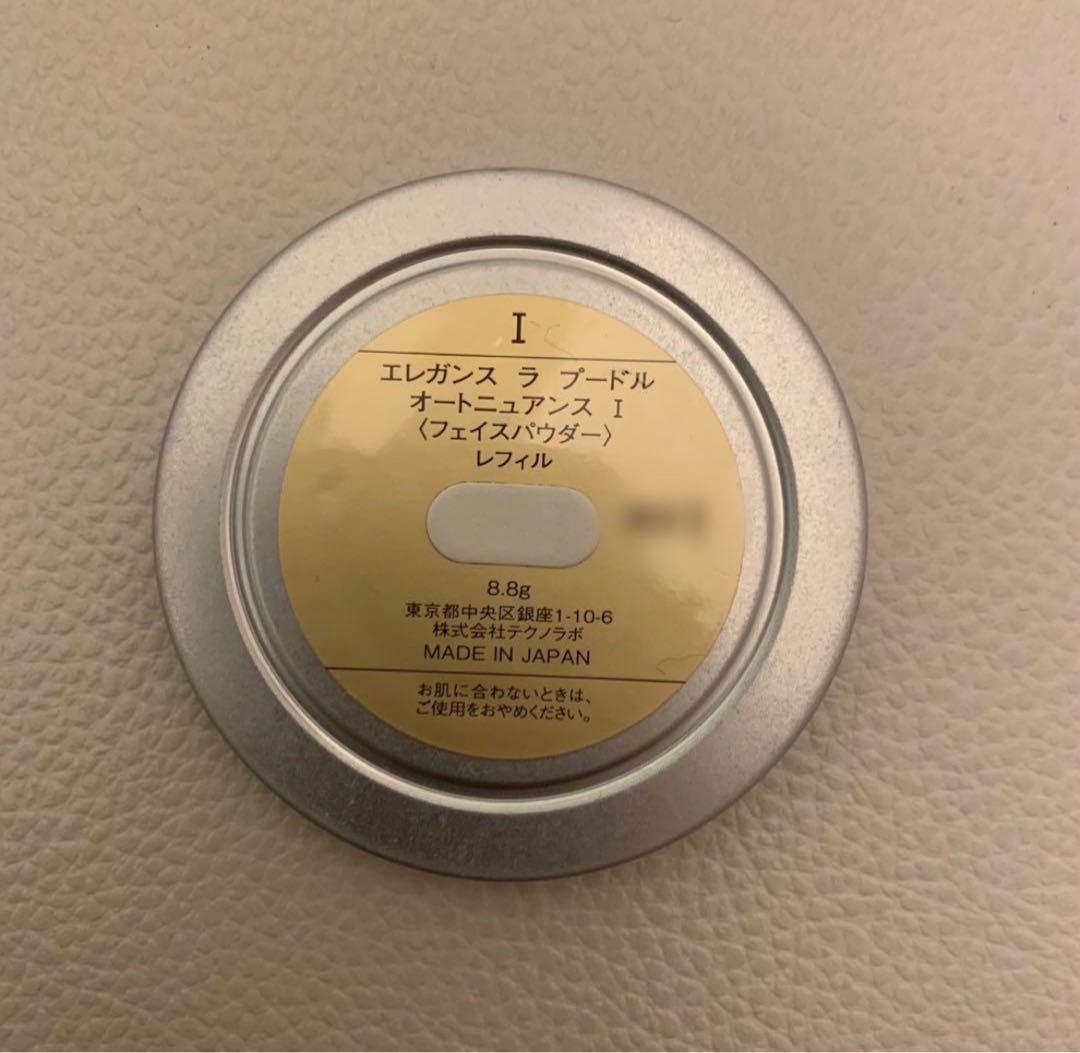 I
エレガンス ラ プードル
オートニュアンス I
〈フェイスパウダー〉
レフィル
8.8g
東京都中央区銀座1-10-6
株式会社テクノラボ
MADE IN JAPAN
お肌に合わないときは、
ご使用をおやめください。